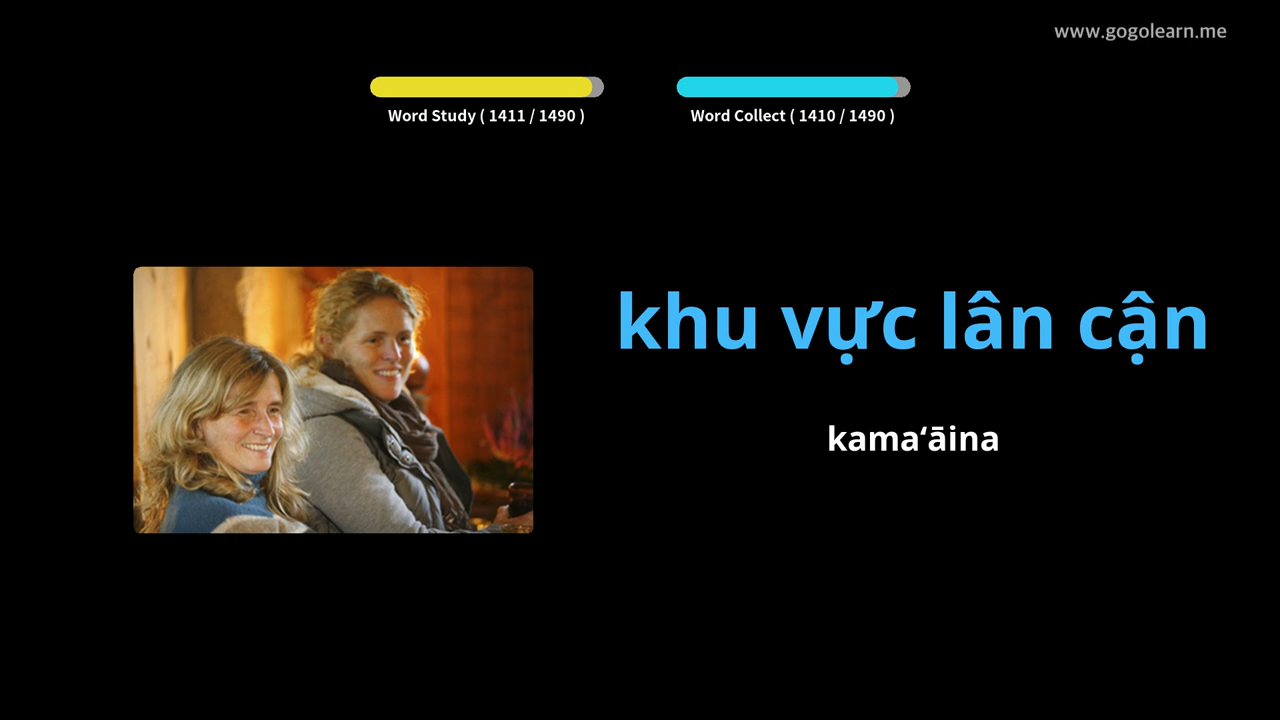 www.gogolearn.me
Word Study ( 1411 / 1490 )
Word Collect ( 1410 / 1490 )
khu vực lân cận
kamaʻāina